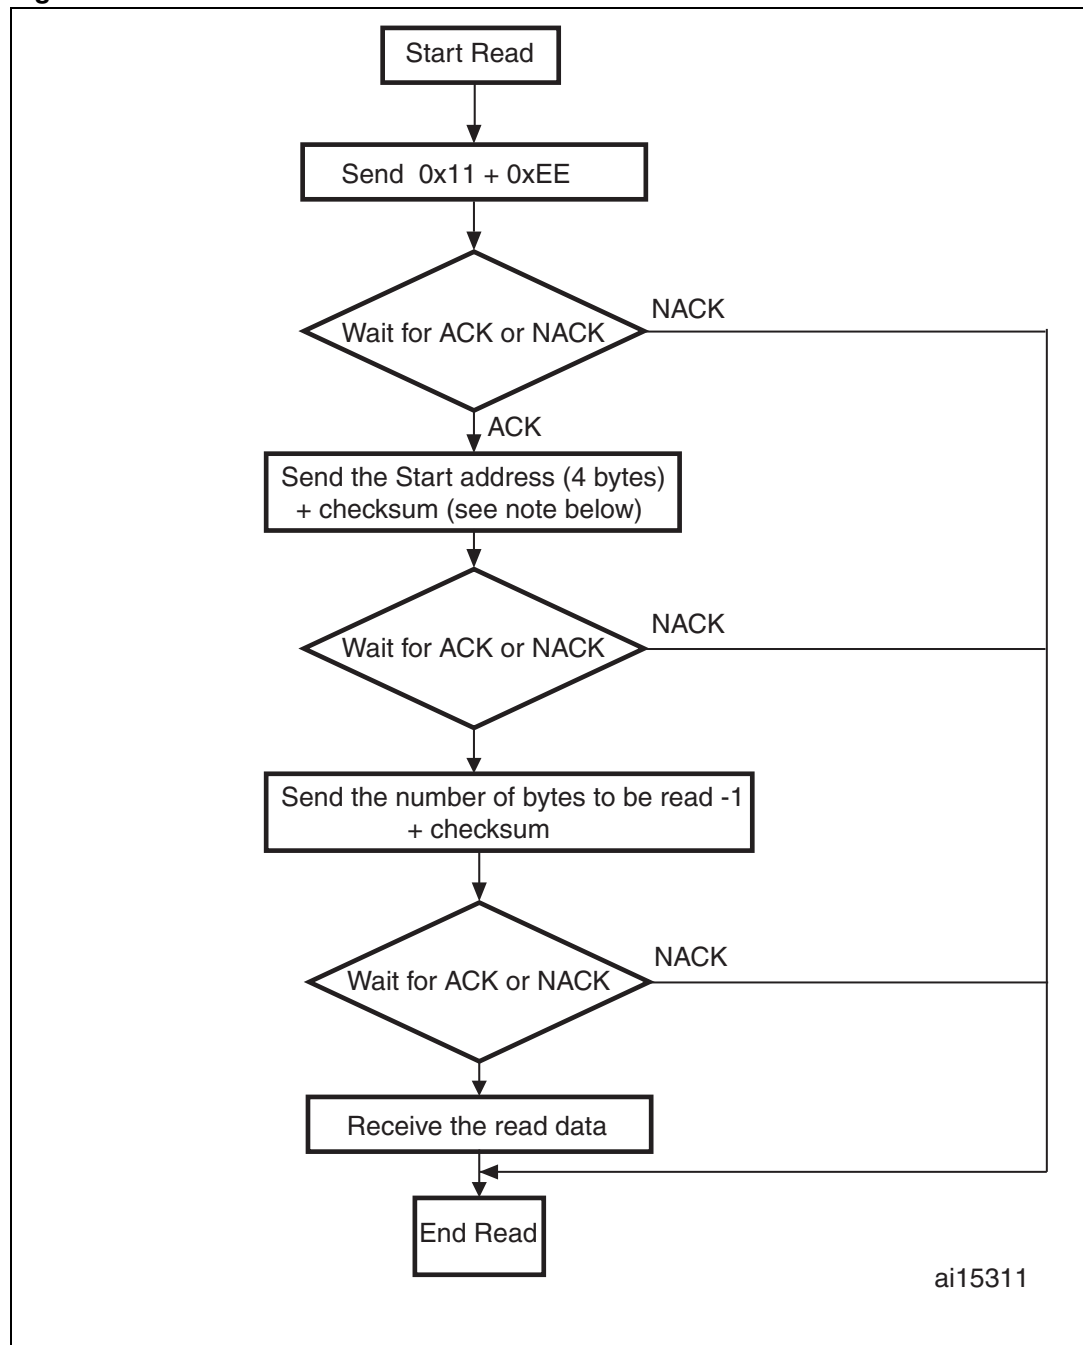 Start Read
Send 0x11 + 0xEE
NACK
Wait for ACK or NACK
ACK
Send the Start address (4 bytes)
+ checksum (see note below)
NACK
Wait for ACK or NACK
Send the number of bytes to be read -1
+ checksum
NACK
Wait for ACK or NACK
Receive the read data
End Read
ai15311